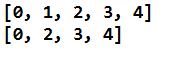 [0, 1, 2, 3, 4]
[0, 2, 3, 4]